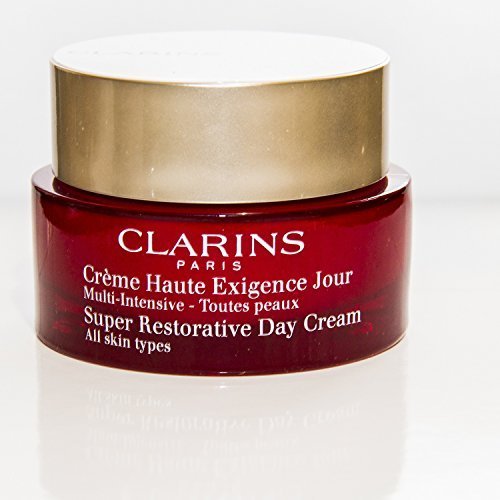 CLARINS
PARIS
Crème Haute Exigence Jour
Multi-Intensive - Toutes peaux
Super Restorative Day Cream
All skin types